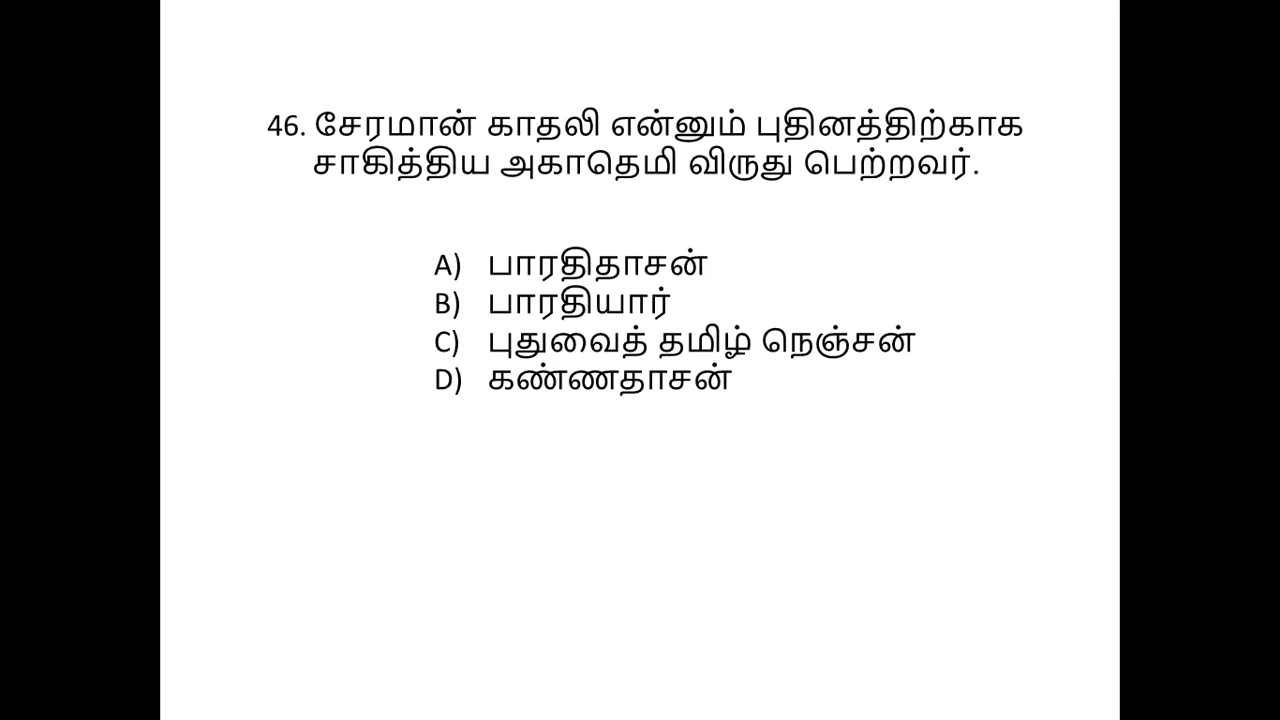 46. சேரமான் காதலி என்னும் புதினத்திற்காக
சாகித்திய அகாதெமி விருது பெற்றவர்.
A) பாரதிதாசன்
B) பாரதியார்
C) புதுவைத் தமிழ் நெஞ்சன்
D) கண்ணதாசன்